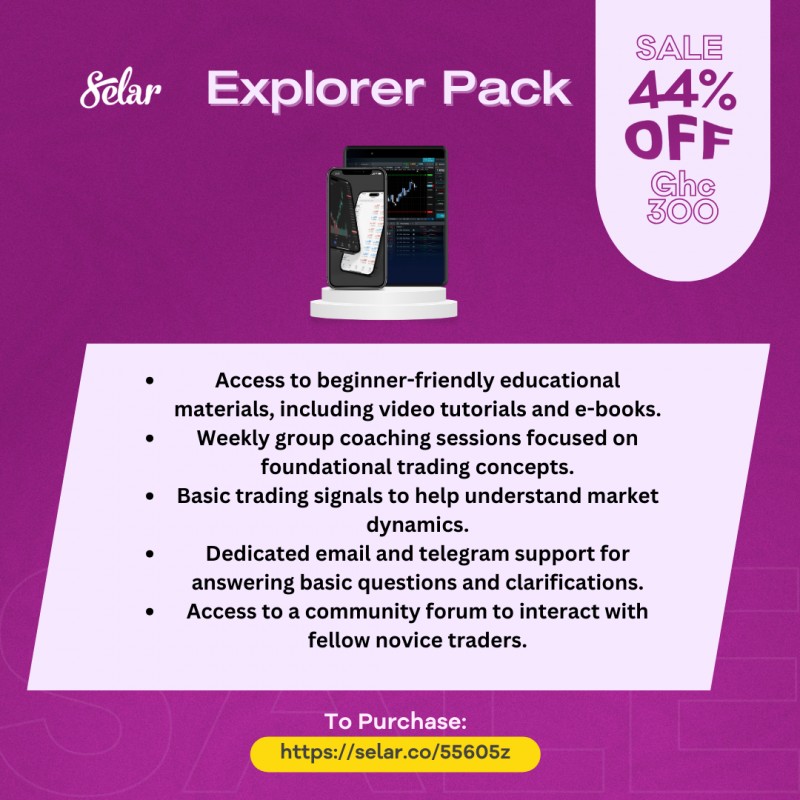 Selar
Explorer Pack
SALE
44%
OFF
Ghc
300
• Access to beginner-friendly educational
materials, including video tutorials and e-books.
• Weekly group coaching sessions focused on
foundational trading concepts.
• Basic trading signals to help understand market
dynamics.
• Dedicated email and telegram support for
answering basic questions and clarifications.
• Access to a community forum to interact with
fellow novice traders.
SALE
To Purchase:
https://selar.co/55605z